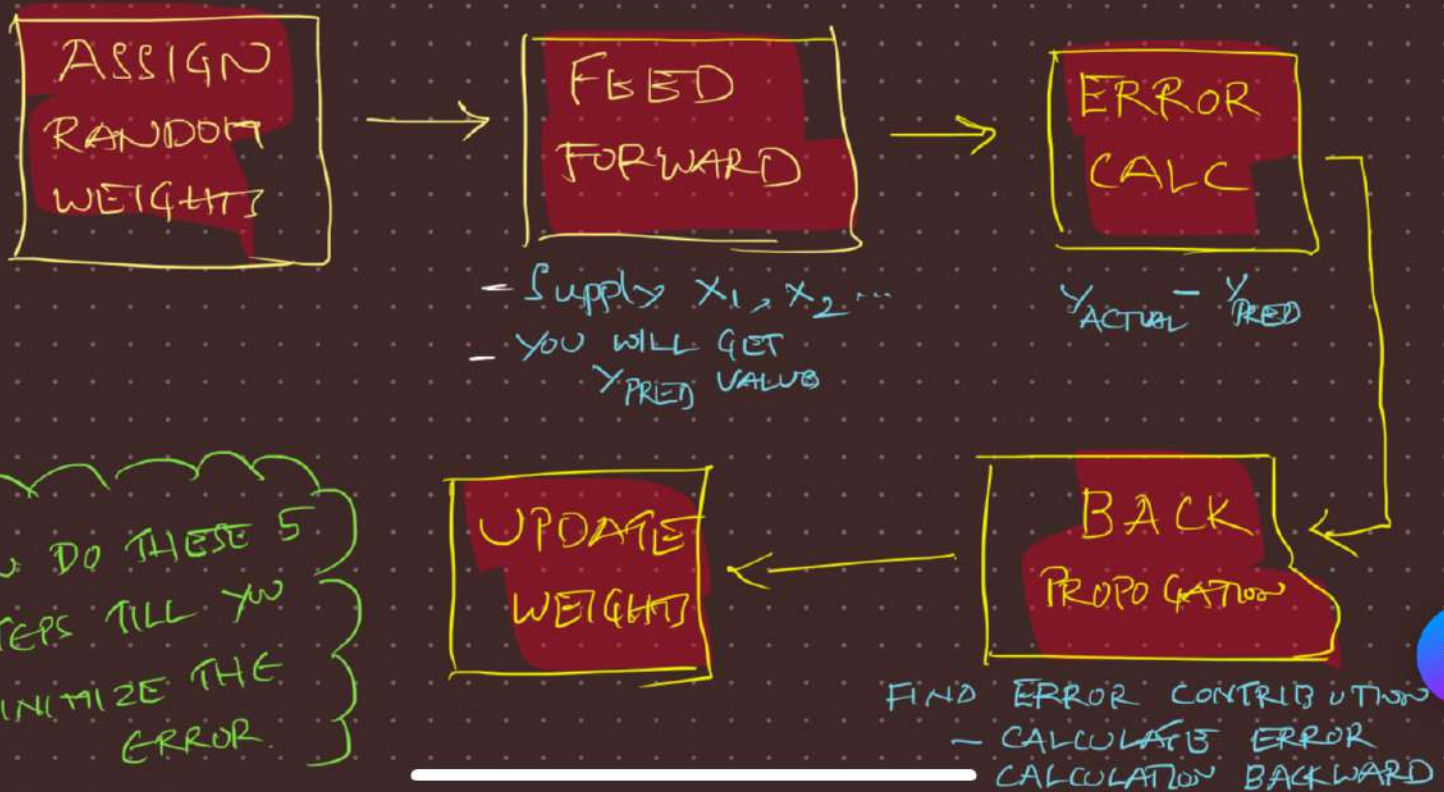 ASSIGN
RANDOM
WEIGHTS
FEED
FORWARD
- Supply X1, X2 ...
- YOU WILL GET
YPRED VALUE
ERROR
CALC
YACTUAL - YPRED
BACK
PROPOGATION
FIND ERROR CONTRIBUTION
- CALCULATE ERROR
CALCULATION BACKWARD
UPDATE
WEIGHTS
DO THESE 5
TILL YOU
THE
ERROR.